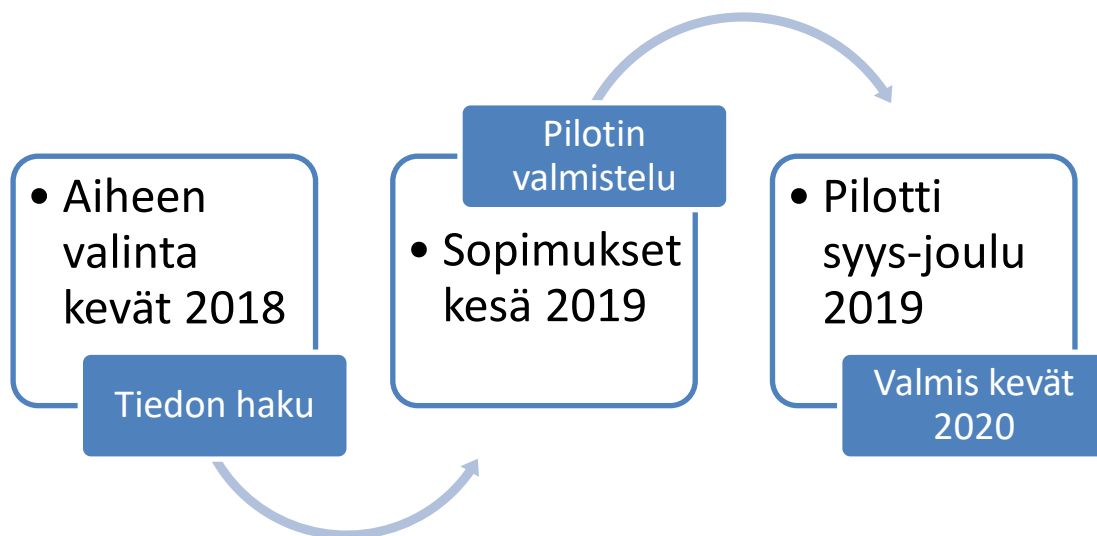 • Aiheen
valinta
kevät 2018
Tiedon haku
Pilotin
valmistelu
• Sopimukset
kesä 2019
• Pilotti
syys-joulu
2019
Valmis kevät
2020